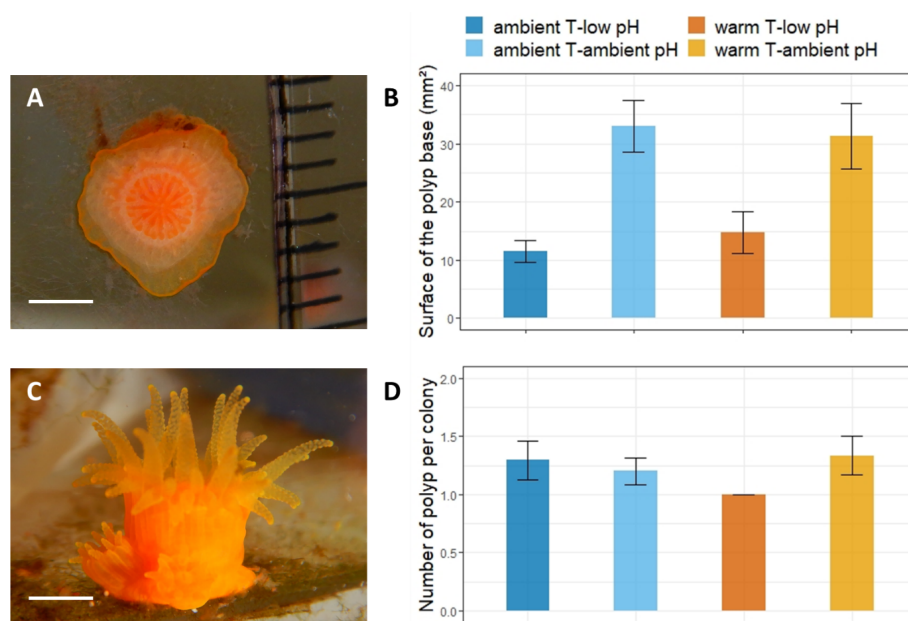 ambient T-low pH
warm T-low pH
ambient T-ambient pH
warm T-ambient pH
A
B
Surface of the polyp base (mm²)
40
30
20
10
0
C
D
Number of polyp per colony
2.0
1.5
1.0
0.5
0.0